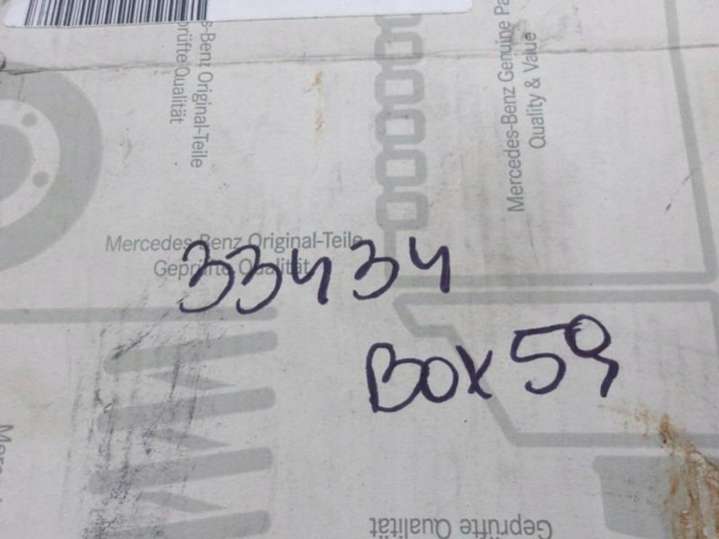 s-Benz Original-Teile
prüfte Qualität
Mercedes-Benz Genuine Pa
Quality & Value
Mercedes-Benz Original-Teile
Geprüfte Qualität
33434
BOX 59
Geprüfte Qualität